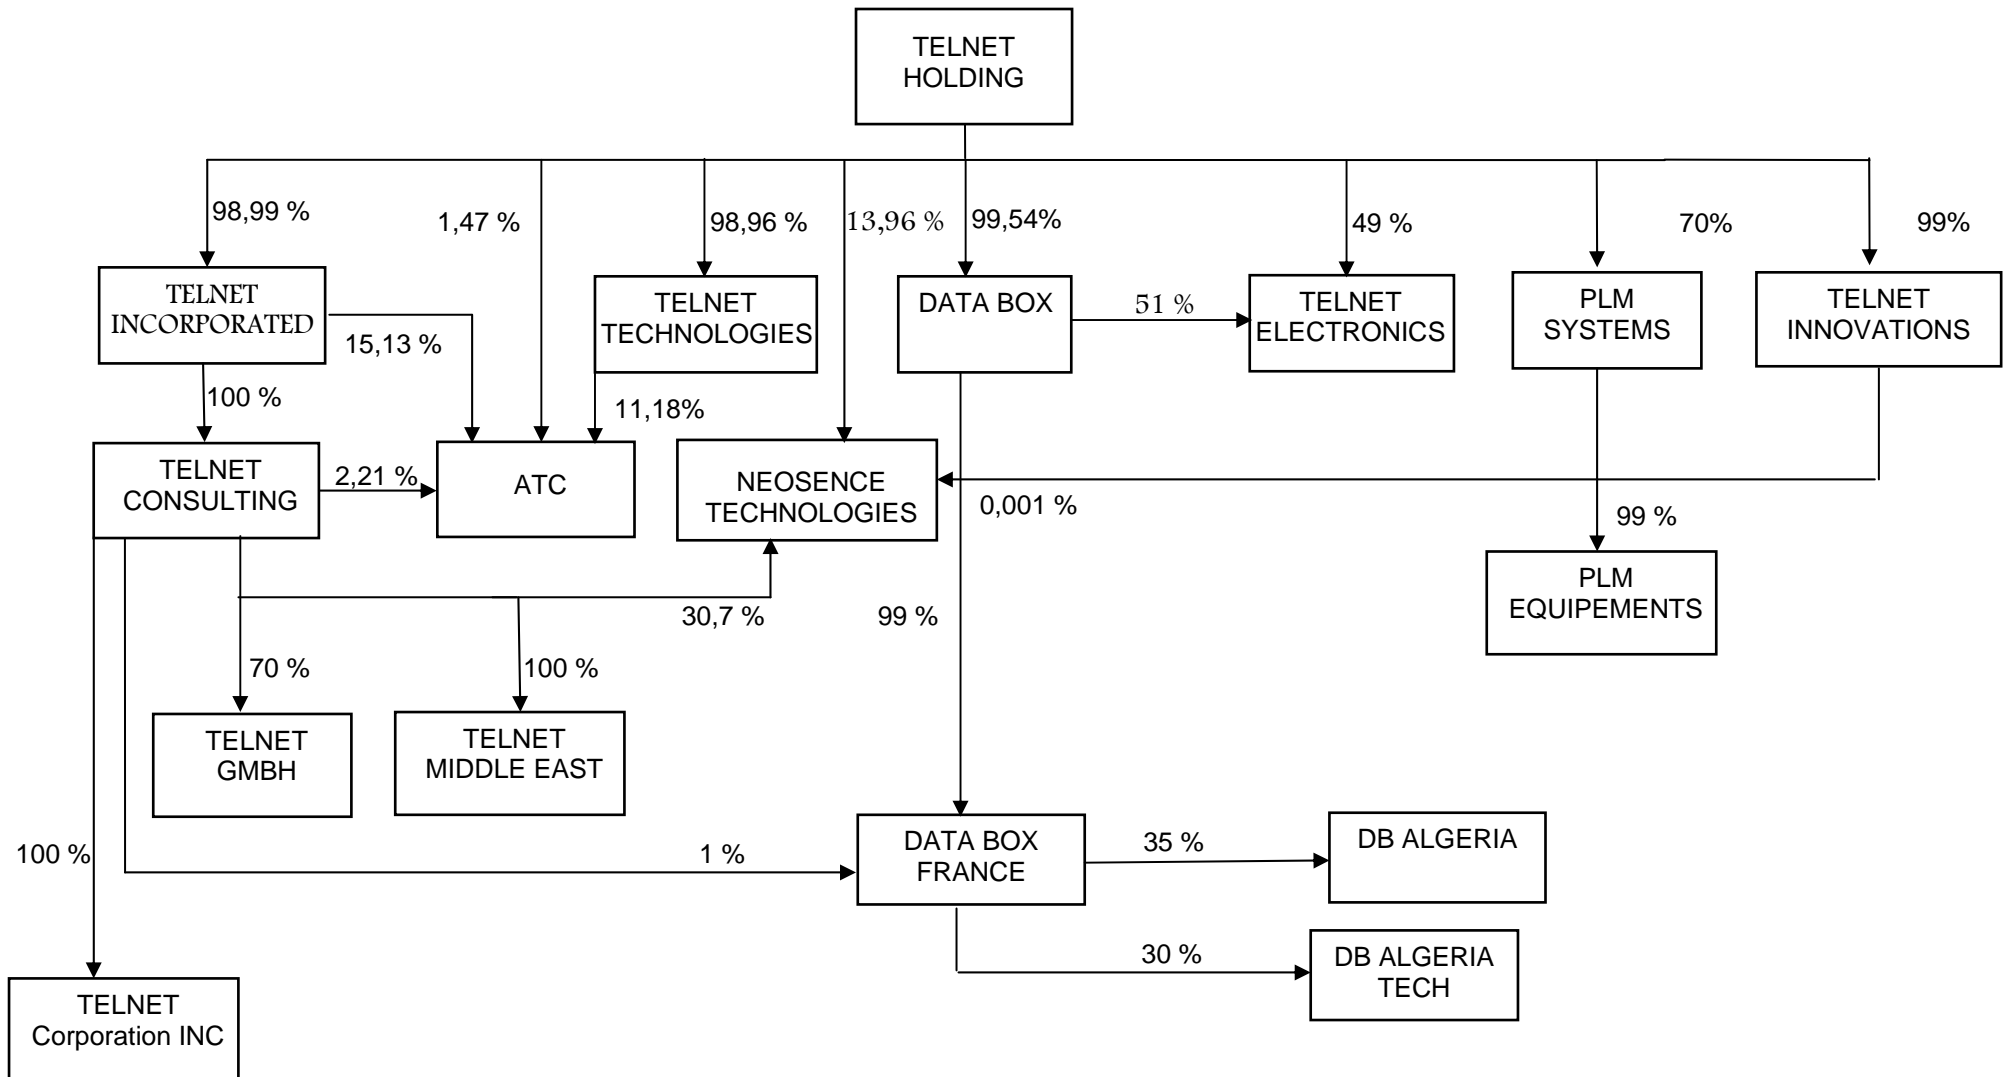 TELNET
HOLDING
98,99 %
1,47 %
98,96 %
13,96 %
99,54%
49 %
70%
99%
TELNET
INCORPORATED
TELNET
TECHNOLOGIES
DATA BOX
51 %
TELNET
ELECTRONICS
PLM
SYSTEMS
TELNET
INNOVATIONS
15,13 %
100 %
11,18%
TELNET
CONSULTING
2,21 %
ATC
NEOSENCE
TECHNOLOGIES
0,001 %
99 %
PLM
EQUIPEMENTS
30,7 %
99 %
70 %
100 %
TELNET
GMBH
TELNET
MIDDLE EAST
100 %
1 %
DATA BOX
FRANCE
35 %
DB ALGERIA
30 %
DB ALGERIA
TECH
TELNET
Corporation INC